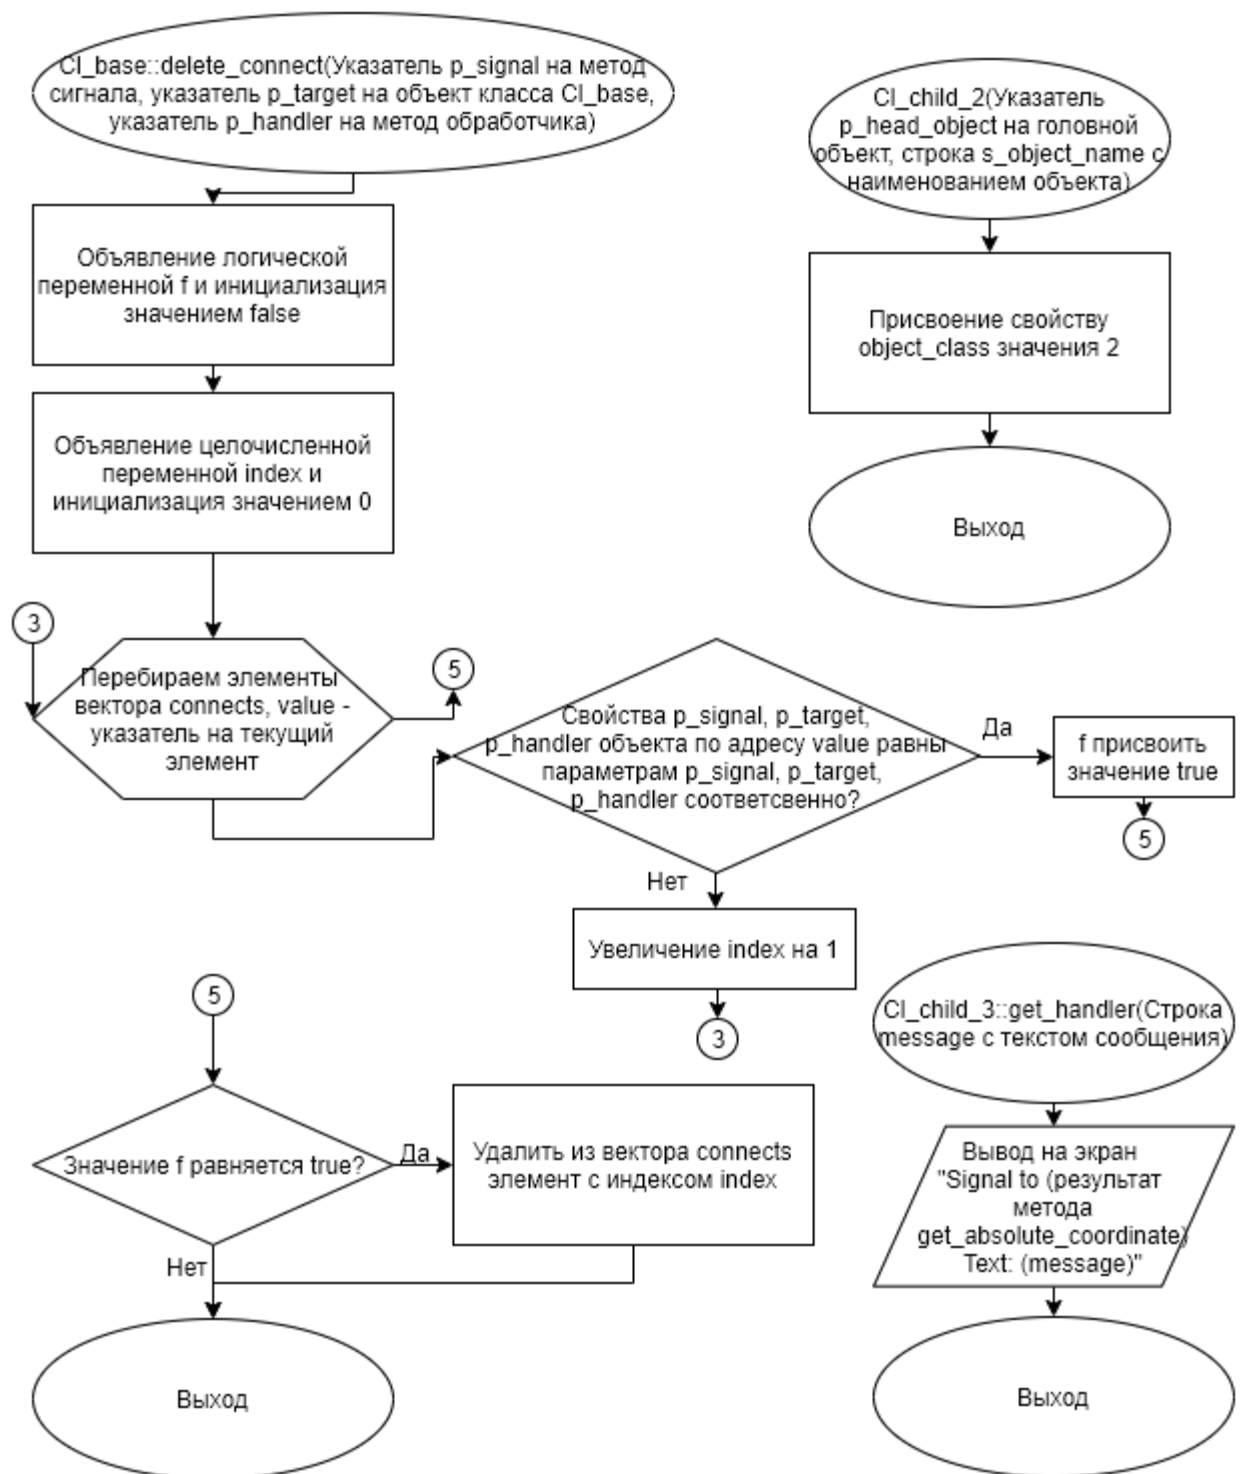 Cl_base::delete_connect(Указатель p_signal на метод
сигнала, указатель p_target на объект класса Cl_base,
указатель p_handler на метод обработчика)
Объявление логической
переменной f и инициализация
значением false
Объявление целочисленной
переменной index и
инициализация значением 0
3
Перебираем элементы
вектора connects, value -
указатель на текущий
элемент
5
Свойства p_signal, p_target,
p_handler объекта по адресу value равны
параметрам p_signal, p_target,
p_handler соответсвенно?
Да
f присвоить
значение true
5
Нет
Увеличение index на 1
3
5
Значение f равняется true?
Да
Удалить из вектора connects
элемент с индексом index
Нет
Выход
Cl_child_2(Указатель
p_head_object на головной
объект, строка s_object_name с
наименованием объекта)
Присвоение свойству
object_class значения 2
Выход
Cl_child_3::get_handler(Строка
message с текстом сообщения)
Вывод на экран
"Signal to (результат
метода
get_absolute_coordinate)
Text: (message)"
Выход